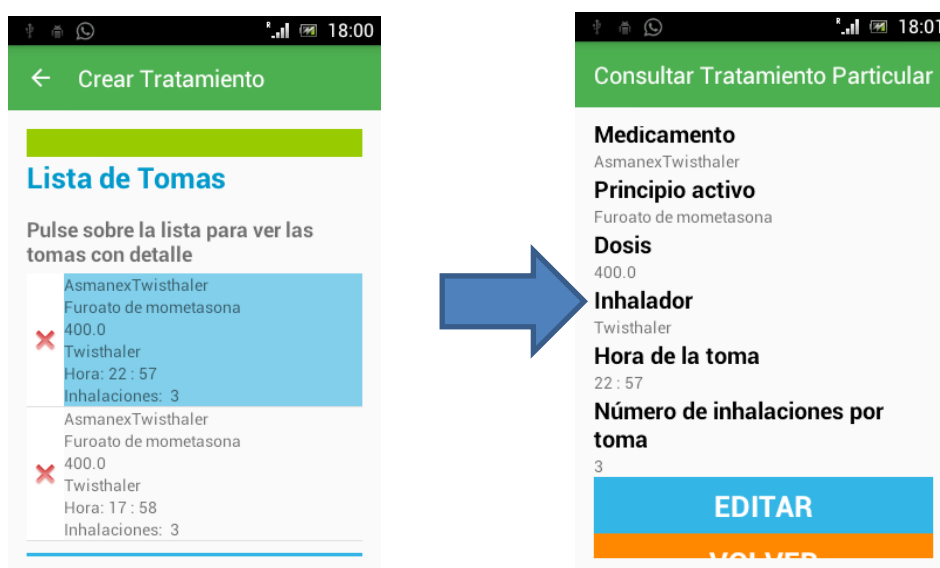 R 18:00
Crear Tratamiento
Lista de Tomas
Pulse sobre la lista para ver las
tomas con detalle
AsmanexTwisthaler
Furoato de mometasona
400.0
Twisthaler
Hora: 22 : 57
Inhalaciones: 3
AsmanexTwisthaler
Furoato de mometasona
400.0
Twisthaler
Hora: 17 : 58
Inhalaciones: 3
R 18:01
Consultar Tratamiento Particular
Medicamento
AsmanexTwisthaler
Principio activo
Furoato de mometasona
Dosis
400.0
Inhalador
Twisthaler
Hora de la toma
22 : 57
Número de inhalaciones por
toma
3
EDITAR
VOLVER